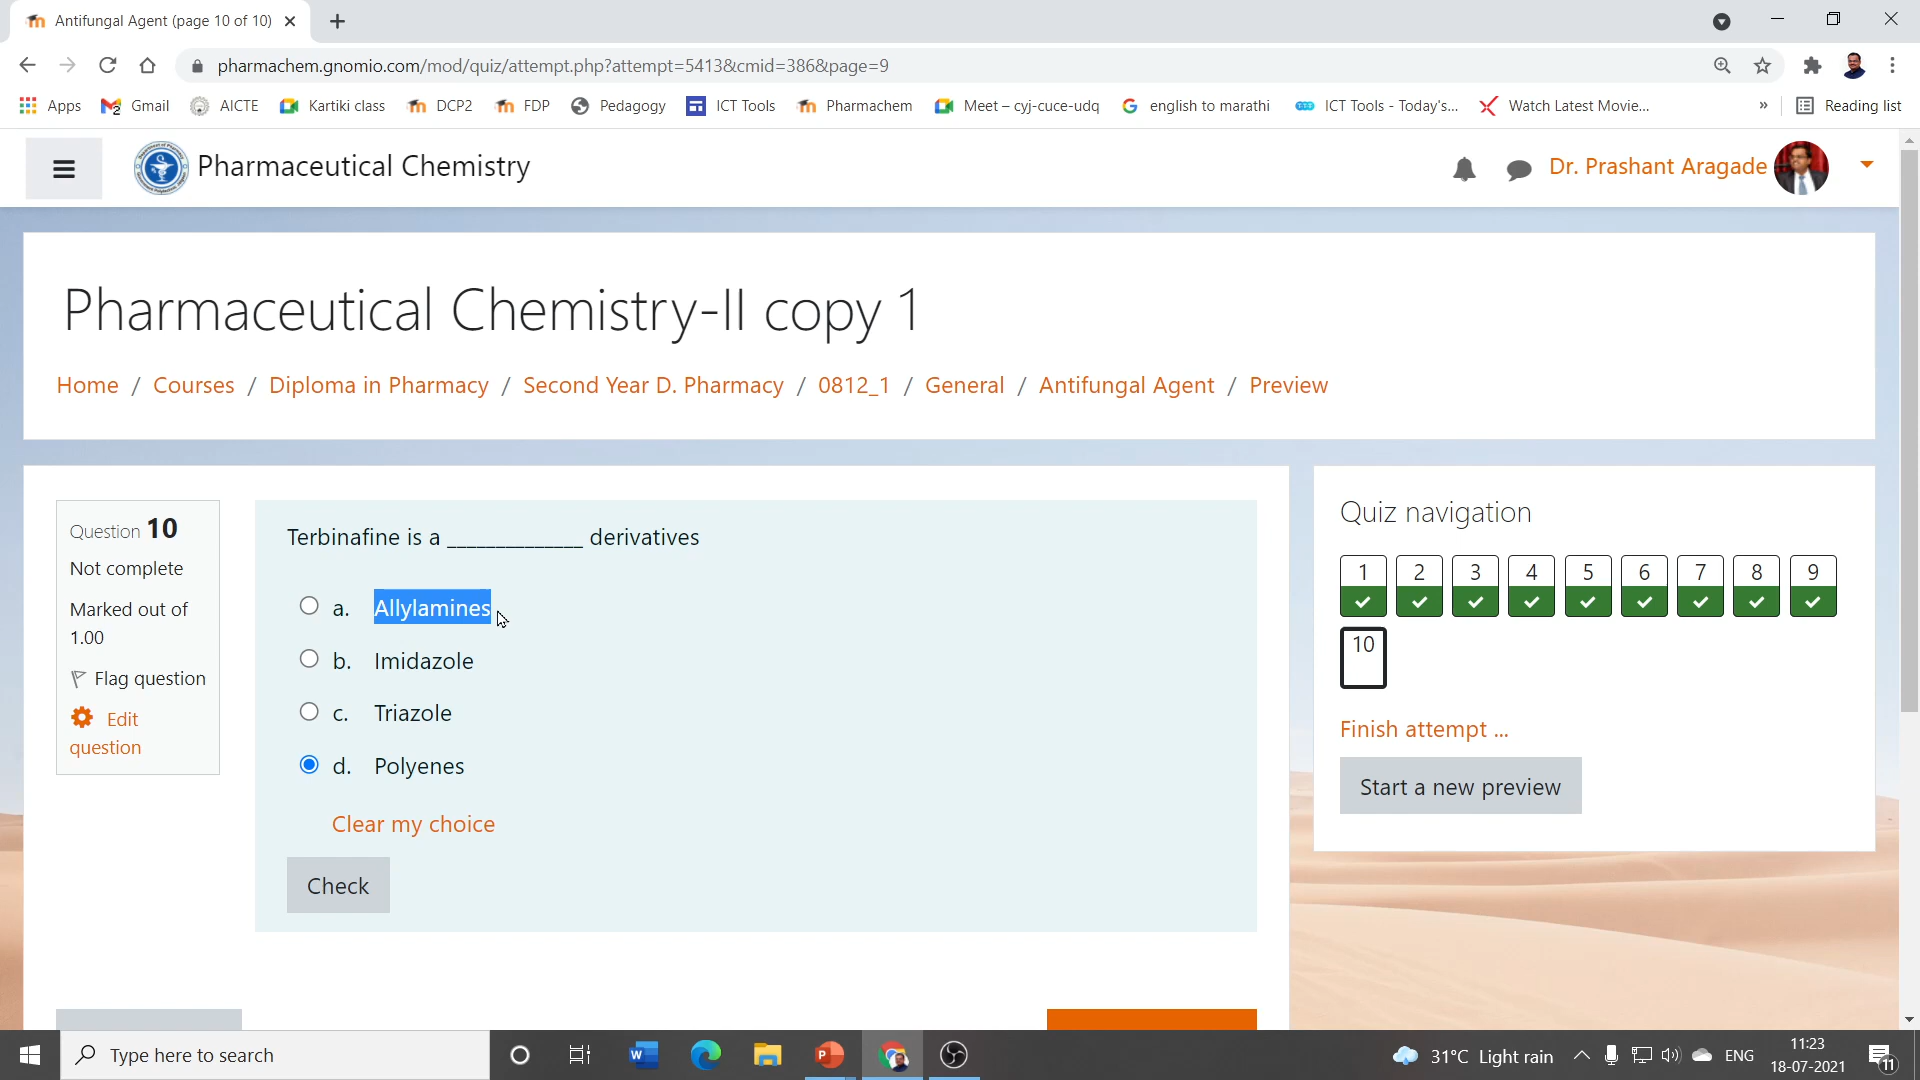 Antifungal Agent (page 10 of 10)
pharmachem.gnomio.com/mod/quiz/attempt.php?attempt=5413&cmid=386&page=9
Apps Gmail AICTE Kartiki class DCP2 FDP Pedagogy ICT Tools Pharmachem Meet – cyj-cuce-udq english to marathi ICT Tools - Today's... Watch Latest Movie... » Reading list
Pharmaceutical Chemistry
Dr. Prashant Aragade
Pharmaceutical Chemistry-II copy 1
Home / Courses / Diploma in Pharmacy / Second Year D. Pharmacy / 0812_1 / General / Antifungal Agent / Preview
Question 10
Not complete
Marked out of
1.00
Flag question
Edit
question
Terbinafine is a ______________ derivatives
a. Allylamines
b. Imidazole
c. Triazole
d. Polyenes
Clear my choice
Check
Quiz navigation
1 2 3 4 5 6 7 8 9
10
Finish attempt ...
Start a new preview
Type here to search
31°C Light rain
ENG
11:23
18-07-2021
11